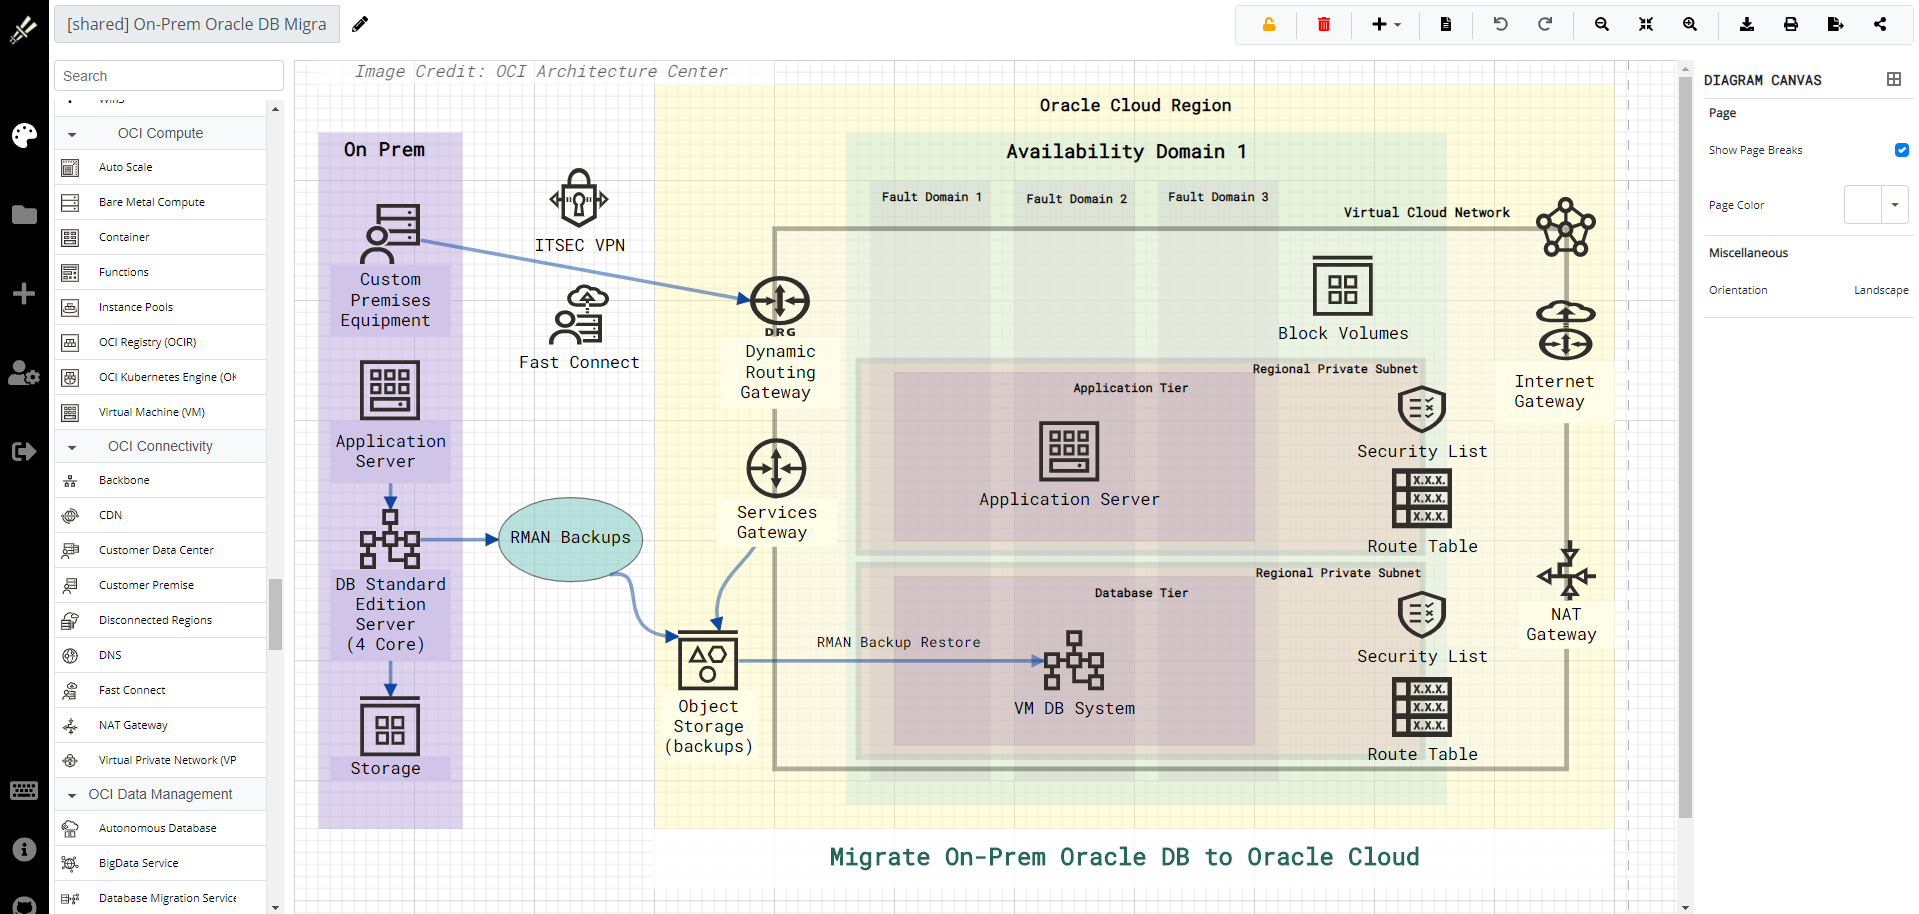 [shared] On-Prem Oracle DB Migra
Search
OCI Compute
Auto Scale
Bare Metal Compute
Container
Functions
Instance Pools
OCI Registry (OCIR)
OCI Kubernetes Engine (OK
Virtual Machine (VM)
OCI Connectivity
Backbone
CDN
Customer Data Center
Customer Premise
Disconnected Regions
DNS
Fast Connect
NAT Gateway
Virtual Private Network (VP
OCI Data Management
Autonomous Database
BigData Service
Database Migration Service
Image Credit: OCI Architecture Center
On Prem
Custom
Premises
Equipment
Application
Server
DB Standard
Edition
Server
(4 Core)
Storage
ITSEC VPN
Fast Connect
RMAN Backups
Oracle Cloud Region
Availability Domain 1
Fault Domain 1
Fault Domain 2
Fault Domain 3
Virtual Cloud Network
DRG
Dynamic
Routing
Gateway
Services
Gateway
Object
Storage
(backups)
Block Volumes
Regional Private Subnet
Application Tier
Application Server
Security List
X.X.X.
X.X.X.
X.X.X.
Route Table
Regional Private Subnet
Database Tier
RMAN Backup Restore
VM DB System
Security List
X.X.X.
X.X.X.
X.X.X.
Route Table
Internet
Gateway
NAT
Gateway
Migrate On-Prem Oracle DB to Oracle Cloud
DIAGRAM CANVAS
Page
Show Page Breaks
Page Color
Miscellaneous
Orientation
Landscape